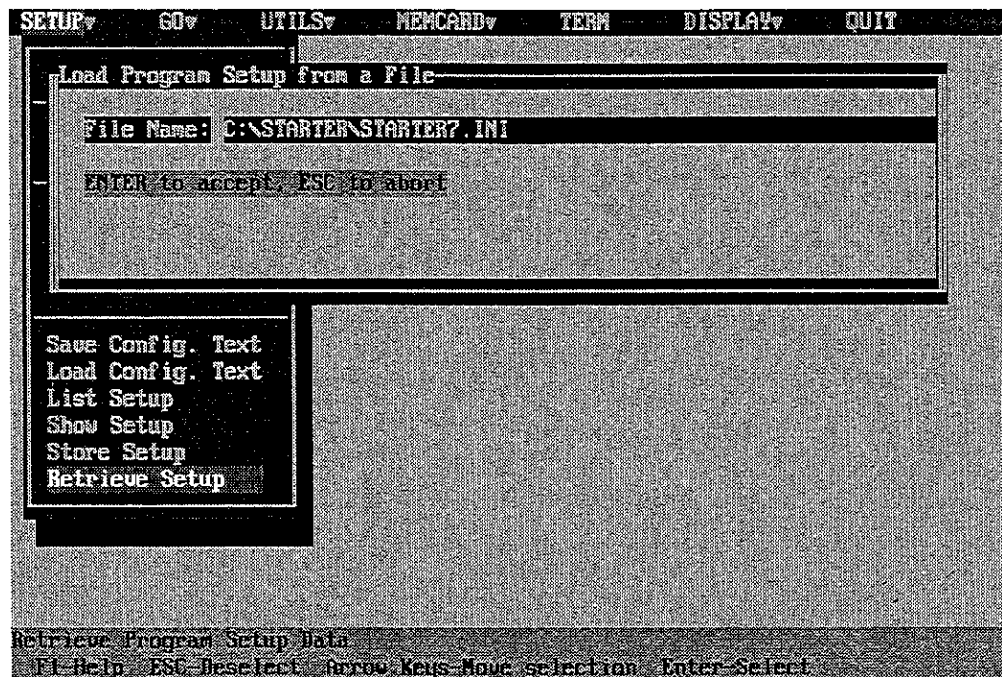 SETUP▼ GO▼ UTILS▼ MEMCARD▼ TERM DISPLAY▼ QUIT
Load Program Setup from a File
File Name: C:\STARTER\STARTER7.INI
ENTER to accept, ESC to abort
Save Config. Text
Load Config. Text
List Setup
Show Setup
Store Setup
Retrieve Setup
Retrieve Program Setup Data
F1-Help ESC-Deselect Arrow Keys-Move selection Enter-Select